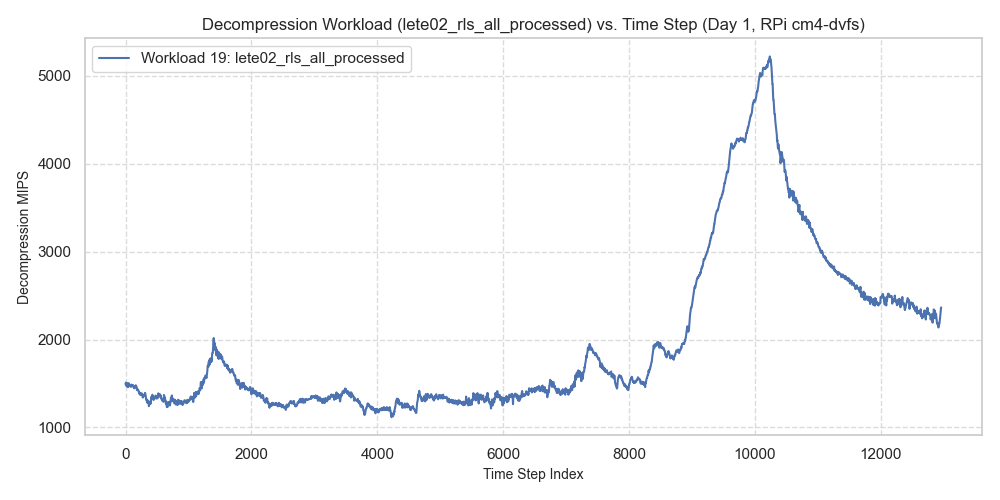 Decompression Workload (lete02_rls_all_processed) vs. Time Step (Day 1, RPi cm4-dvfs)
Workload 19: lete02_rls_all_processed
Decompression MIPS
5000
4000
3000
2000
1000
0 2000 4000 6000 8000 10000 12000
Time Step Index